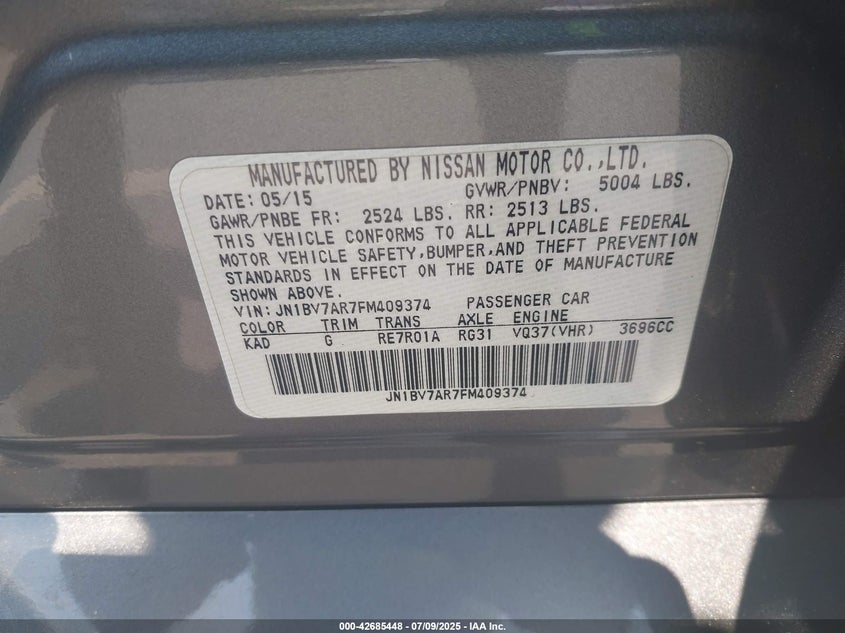 MANUFACTURED BY NISSAN MOTOR CO.,LTD.
DATE: 05/15 GVWR/PNBV: 5004 LBS.
GAWR/PNBE FR: 2524 LBS. RR: 2513 LBS.
THIS VEHICLE CONFORMS TO ALL APPLICABLE FEDERAL
MOTOR VEHICLE SAFETY,BUMPER,AND THEFT PREVENTION
STANDARDS IN EFFECT ON THE DATE OF MANUFACTURE
SHOWN ABOVE.
VIN: JN1BV7AR7FM409374 PASSENGER CAR
COLOR TRIM TRANS AXLE ENGINE
KAD G RE7R01A RG31 VQ37(VHR) 3696CC
JN1BV7AR7FM409374
000-42685448 - 07/09/2025 - IAA Inc.